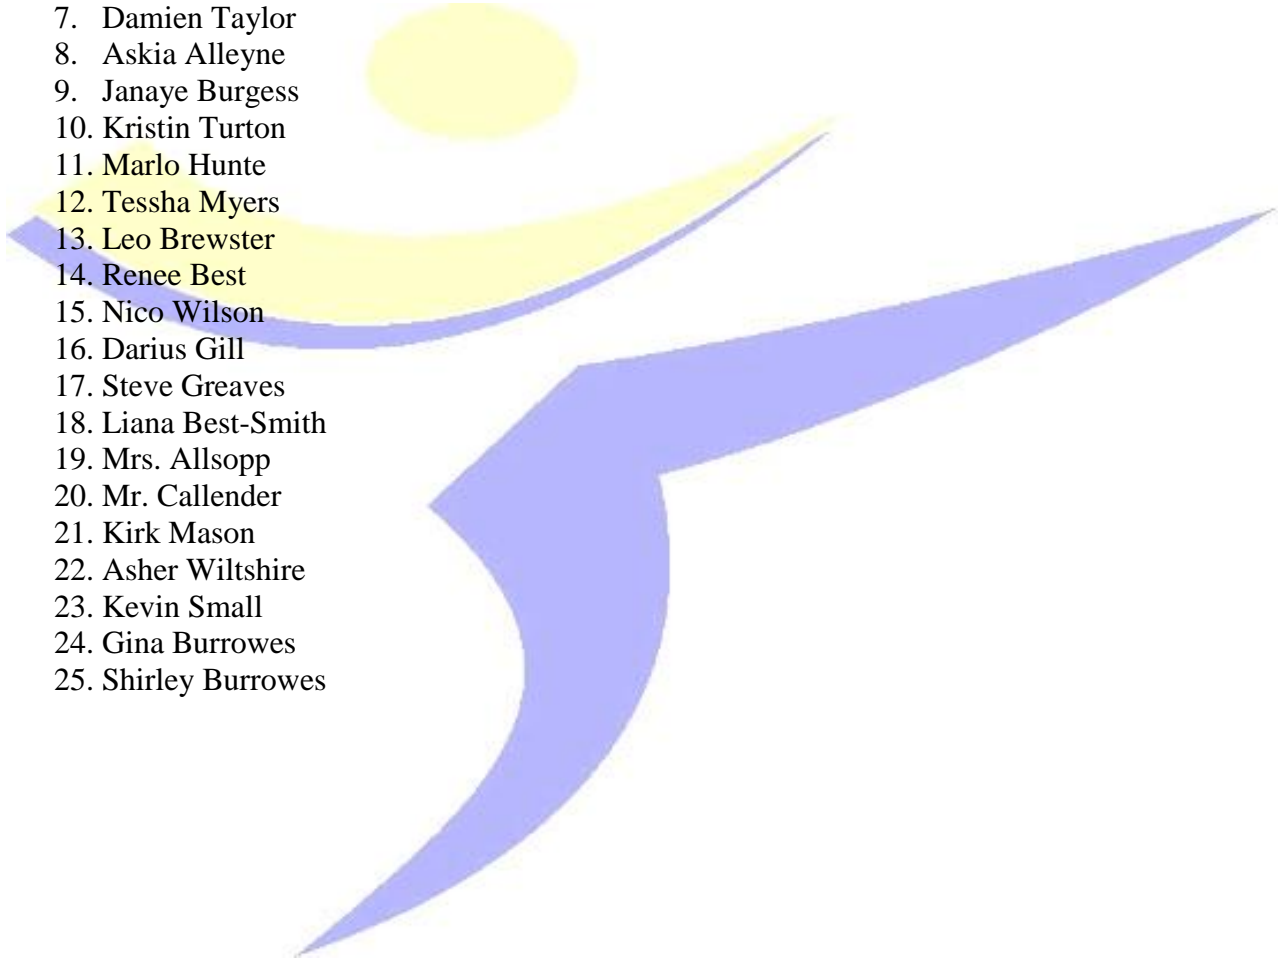 7. Damien Taylor
8. Askia Alleyne
9. Janaye Burgess
10. Kristin Turton
11. Marlo Hunte
12. Tessha Myers
13. Leo Brewster
14. Renee Best
15. Nico Wilson
16. Darius Gill
17. Steve Greaves
18. Liana Best-Smith
19. Mrs. Allsopp
20. Mr. Callender
21. Kirk Mason
22. Asher Wiltshire
23. Kevin Small
24. Gina Burrowes
25. Shirley Burrowes